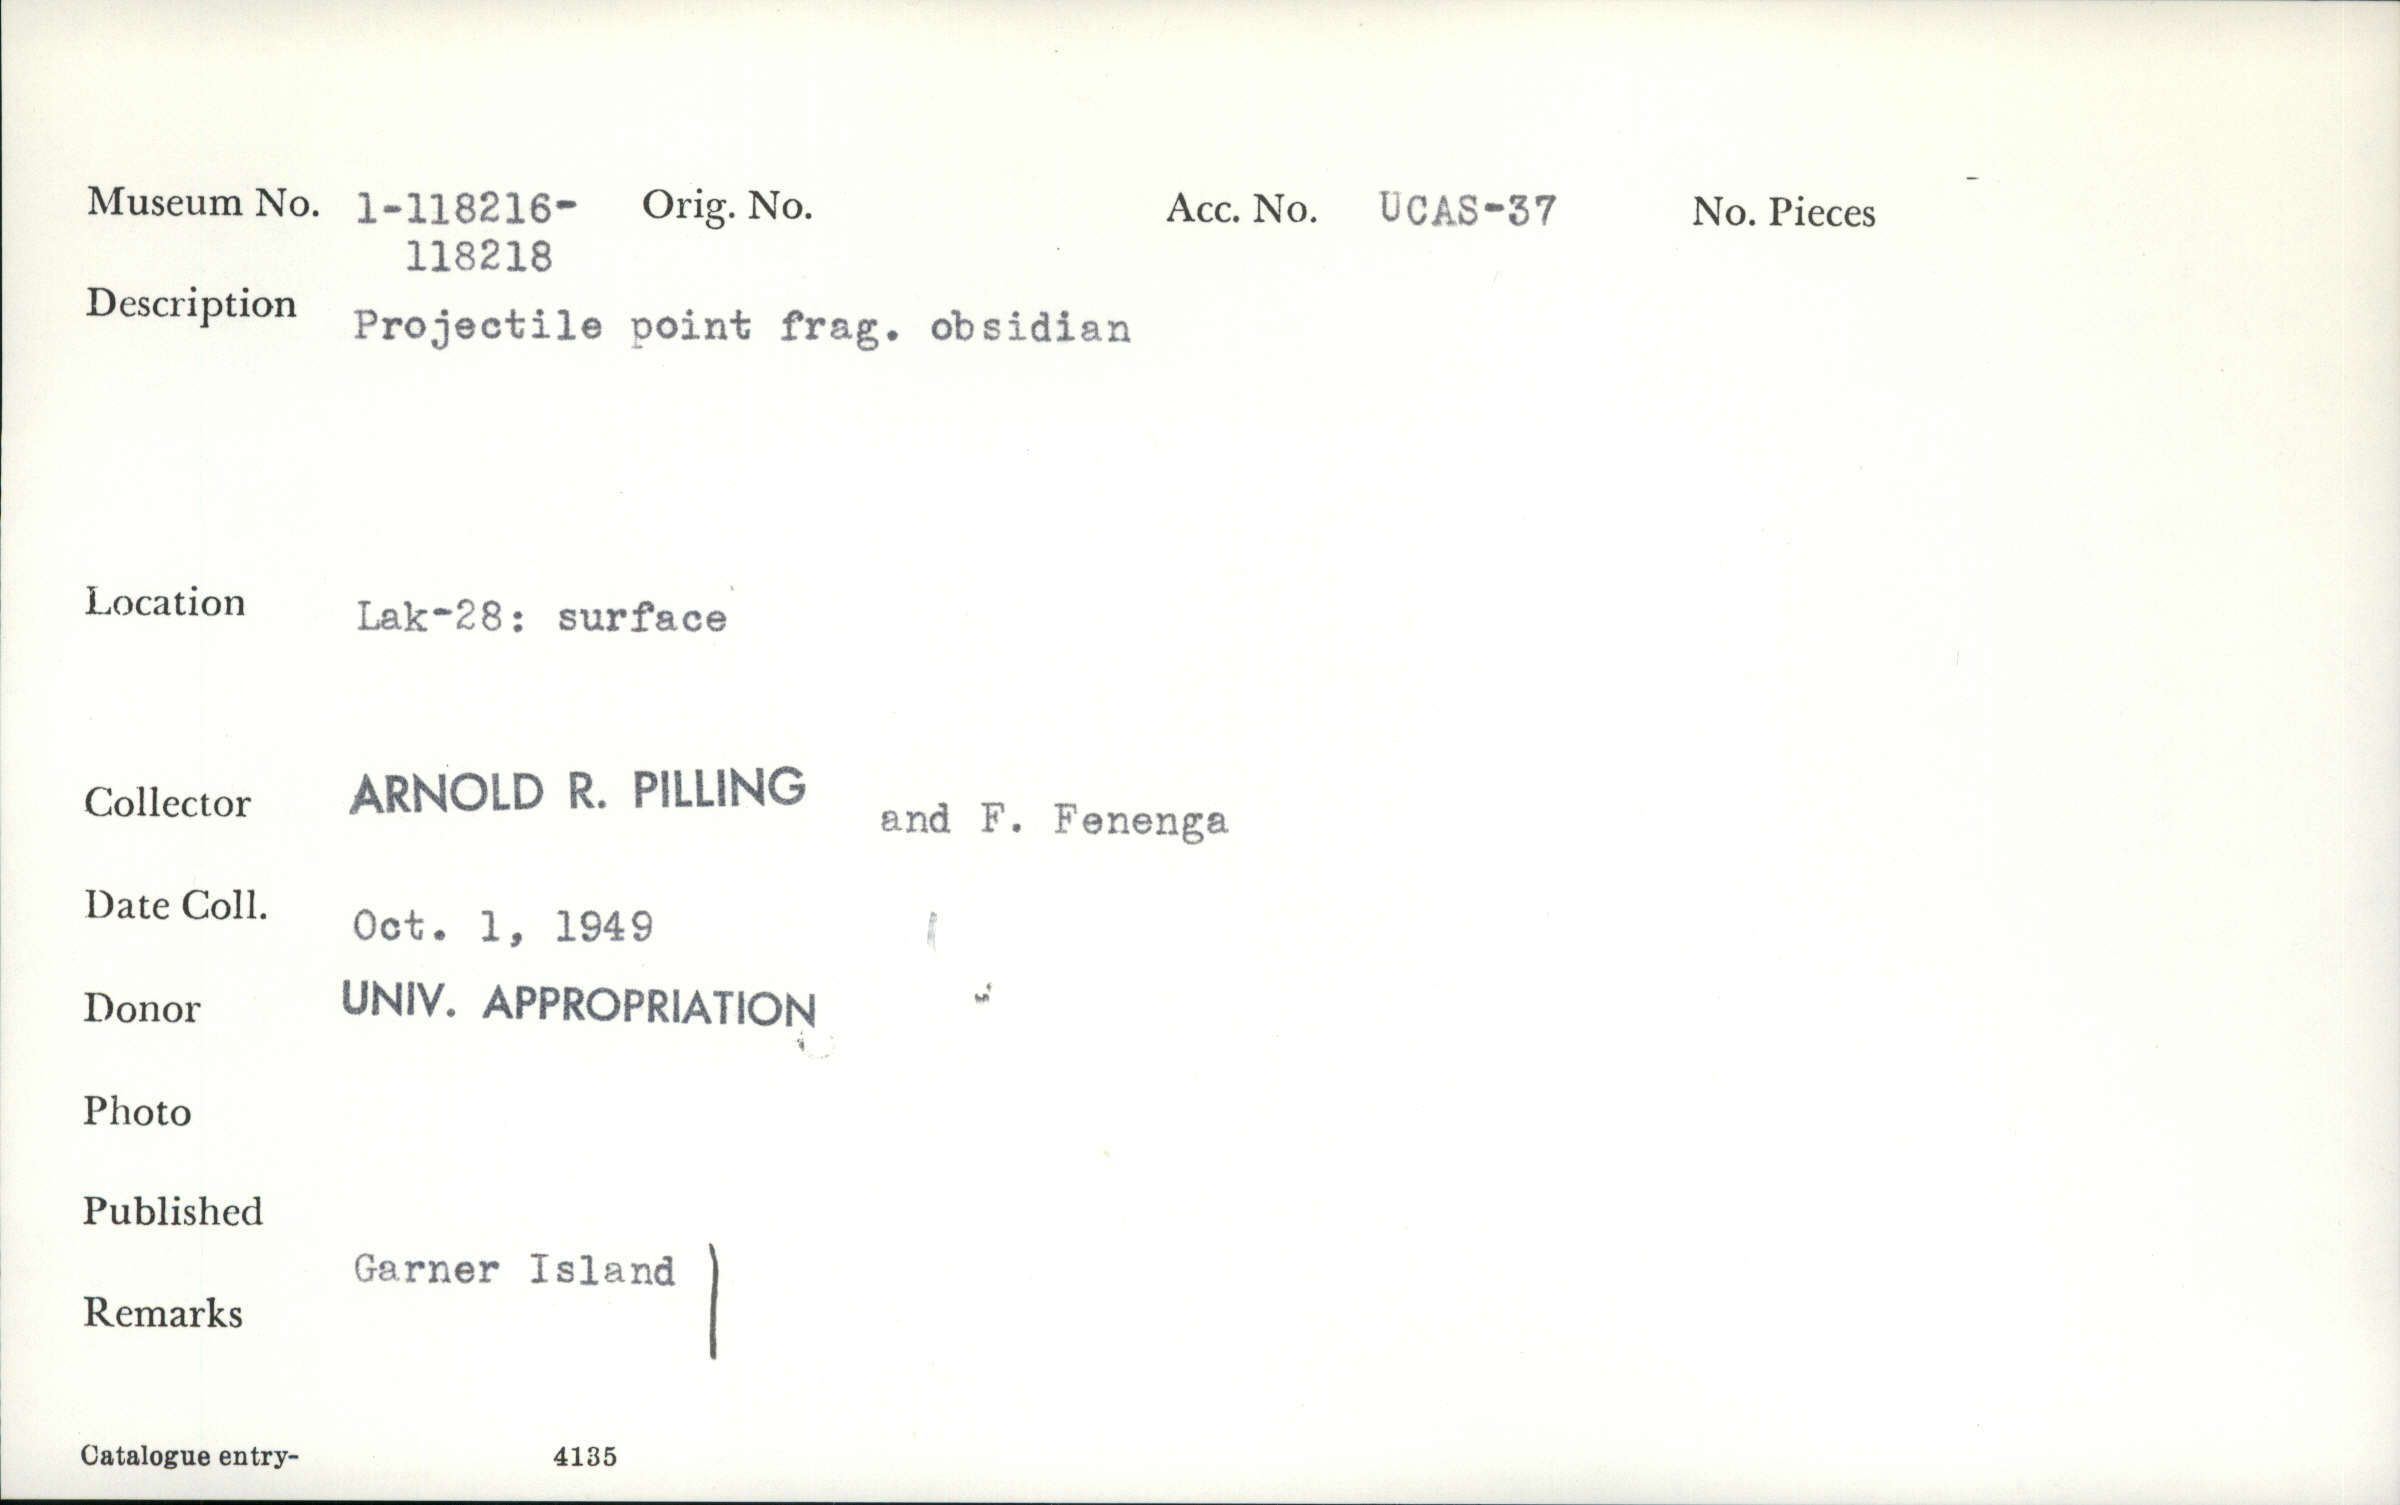 Museum No. 1-118216- Orig. No. Acc. No. UCAS-37 No. Pieces
118218
Description Projectile point frag. obsidian
Location Lak-28: surface
Collector ARNOLD R. PILLING and F. Fenenga
Date Coll. Oct. 1, 1949
Donor UNIV. APPROPRIATION
Photo
Published
Garner Island
Remarks
Catalogue entry- 4135